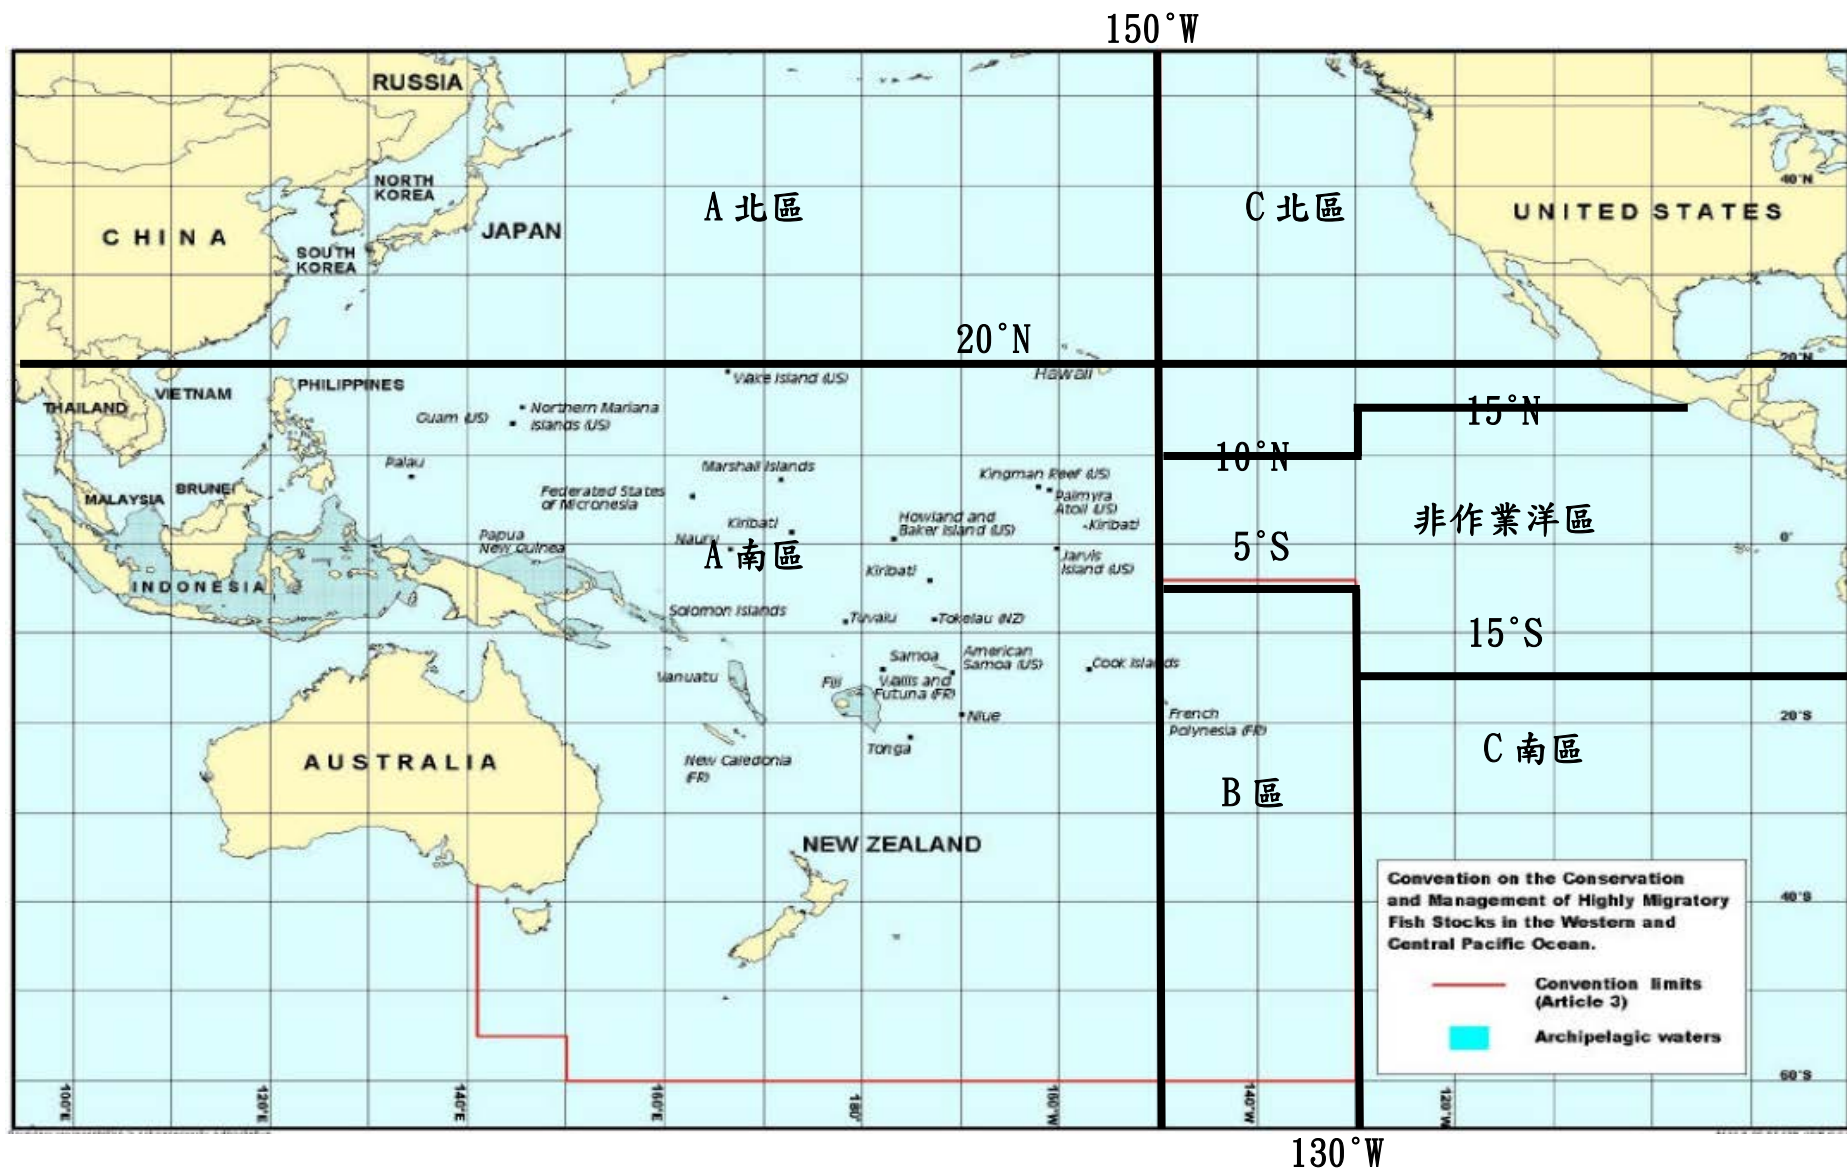 150°W
RUSSIA
NORTH
KOREA
A 北區
C 北區
40°N
UNITED STATES
CHINA
JAPAN
SOUTH
KOREA
20°N
20°N
Hawaii
Wake Island (US)
PHILIPPINES
VIETNAM
THAILAND
Guam (US)
Northern Mariana
Islands (US)
15°N
10°N
Palau
Marshall Islands
Kingman Reef (US)
MALAYSIA
BRUNEI
Federated States
of Micronesia
Palmyra
Atoll (US)
Kiribati
Howland and
Baker Island (US)
Kiribati
非作業洋區
Papua
New Guinea
Nauru
0°
5°S
A 南區
Jarvis
Island (US)
Kiribati
INDONESIA
Solomon Islands
Tuvalu
Tokelau (NZ)
15°S
Samoa
American
Samoa (US)
Cook Islands
Vanuatu
Fiji
Wallis and
Futuna (FR)
Niue
French
Polynesia (FR)
20°S
Tonga
C 南區
AUSTRALIA
New Caledonia
(FR)
B 區
NEW ZEALAND
Convention on the Conservation
and Management of Highly Migratory
Fish Stocks in the Western and
Central Pacific Ocean.
40°S
Convention limits
(Article 3)
Archipelagic waters
60°S
100°E
120°E
140°E
160°E
180°
160°W
140°W
120°W
130°W